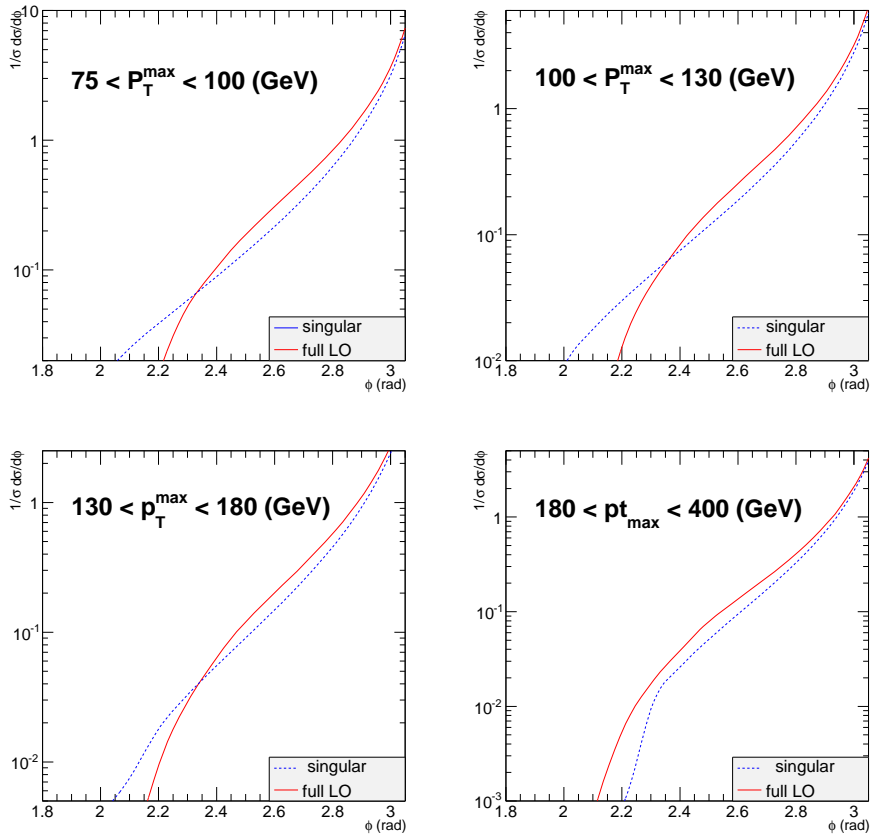 1/σ dσ/dφ
10
1
10^-1
75 < P_T^max < 100 (GeV)
singular
full LO
1.8 2 2.2 2.4 2.6 2.8 3
φ (rad)
1/σ dσ/dφ
1
10^-1
10^-2
100 < P_T^max < 130 (GeV)
singular
full LO
1.8 2 2.2 2.4 2.6 2.8 3
φ (rad)
1/σ dσ/dφ
1
10^-1
10^-2
130 < p_T^max < 180 (GeV)
singular
full LO
1.8 2 2.2 2.4 2.6 2.8 3
φ (rad)
1/σ dσ/dφ
1
10^-1
10^-2
10^-3
180 < pt_max < 400 (GeV)
singular
full LO
1.8 2 2.2 2.4 2.6 2.8 3
φ (rad)